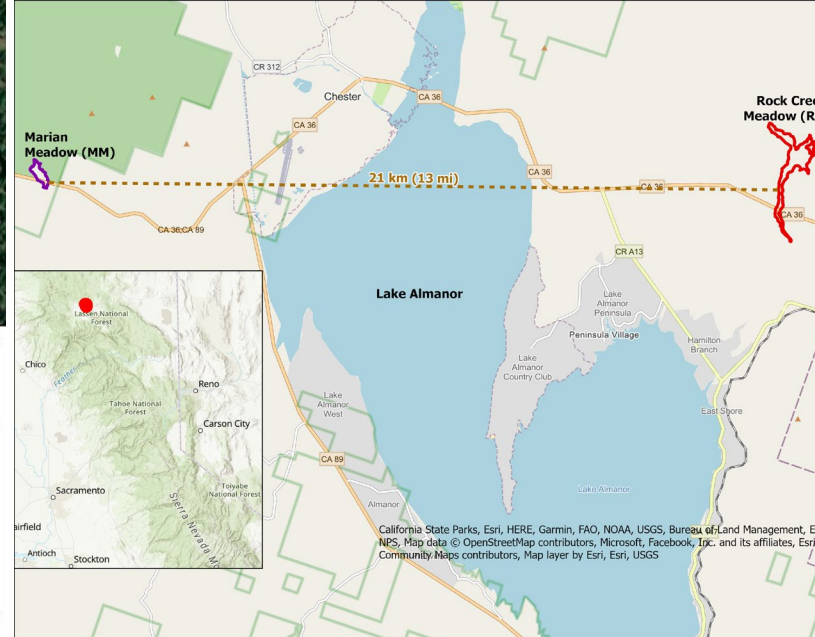 CR 312
Chester
CA 36
CA 36
Rock Cree
Meadow (R
Marian
Meadow (MM)
21 km (13 mi)
CA 36
CA 36
CA 36
CA 36;CA 89
CR A13
Lake Almanor
Lake
Almanor
Peninsula
Peninsula Village
Hamilton
Branch
Lake
Almanor
Country Club
Lake
Almanor
West
East Shore
CA 89
Almanor
Lake Almanor
Lassen National
Forest
Chico
Feather
Reno
Tahoe National
Forest
Carson City
Sacramento
Toiyabe
National Forest
Sierra Nevada M
airfield
Antioch
Stockton
California State Parks, Esri, HERE, Garmin, FAO, NOAA, USGS, Bureau of Land Management, E
NPS, Map data © OpenStreetMap contributors, Microsoft, Facebook, Inc. and its affiliates, Esri
Community Maps contributors, Map layer by Esri, Esri, USGS